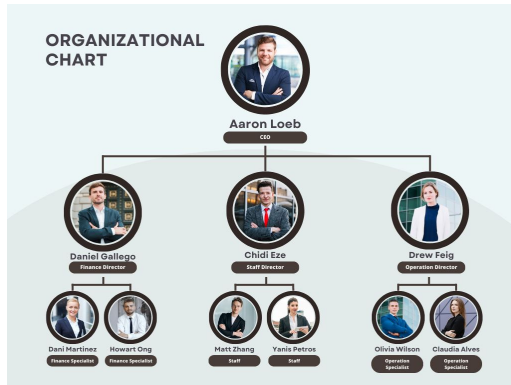 ORGANIZATIONAL
CHART
Aaron Loeb
CEO
Daniel Gallego
Finance Director
Chidi Eze
Staff Director
Drew Feig
Operation Director
Dani Martinez
Finance Specialist
Howart Ong
Finance Specialist
Matt Zhang
Staff
Yanis Petros
Staff
Olivia Wilson
Operation
Specialist
Claudia Alves
Operation
Specialist